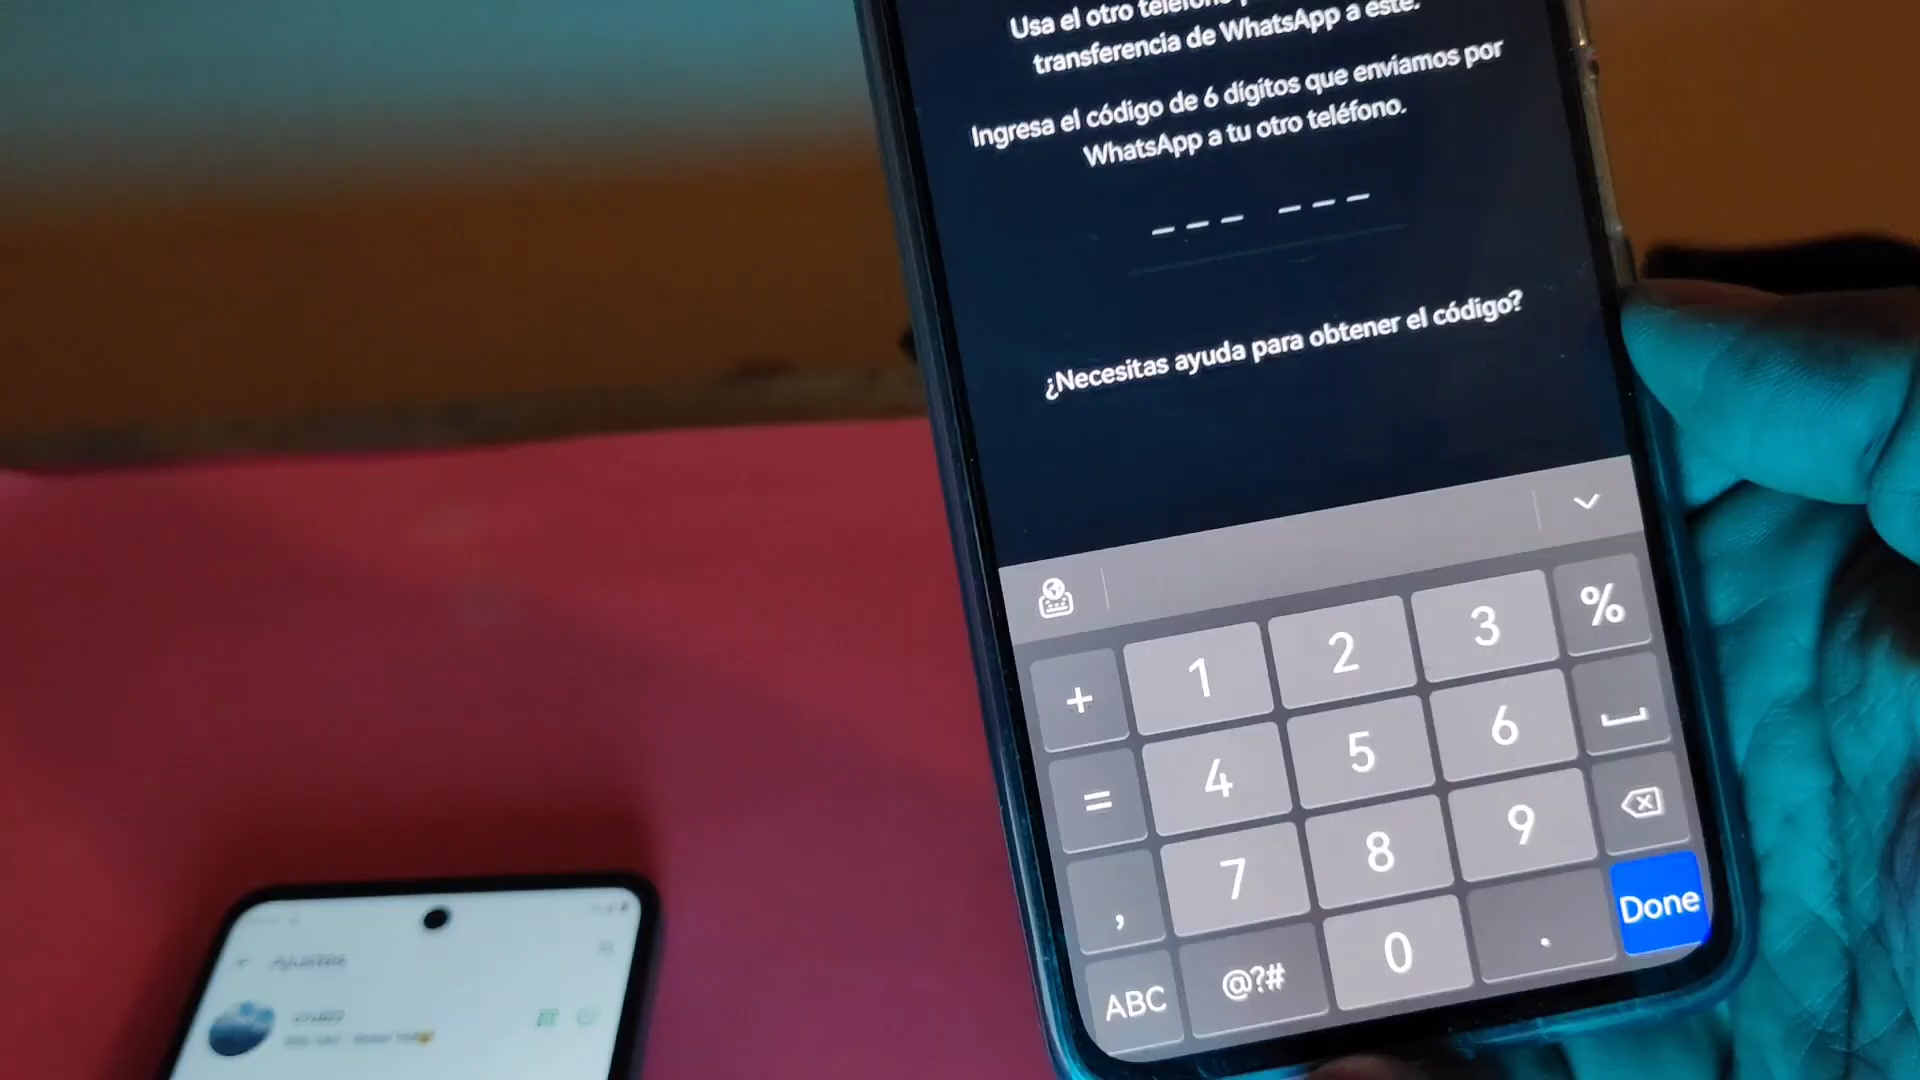 Usa el otro teléfono
transferencia de WhatsApp a este.
Ingresa el código de 6 dígitos que enviamos por
WhatsApp a tu otro teléfono.
¿Necesitas ayuda para obtener el código?
+ 1 2 3 %
= 4 5 6
, 7 8 9
ABC @?# 0 . Done
Ajustes